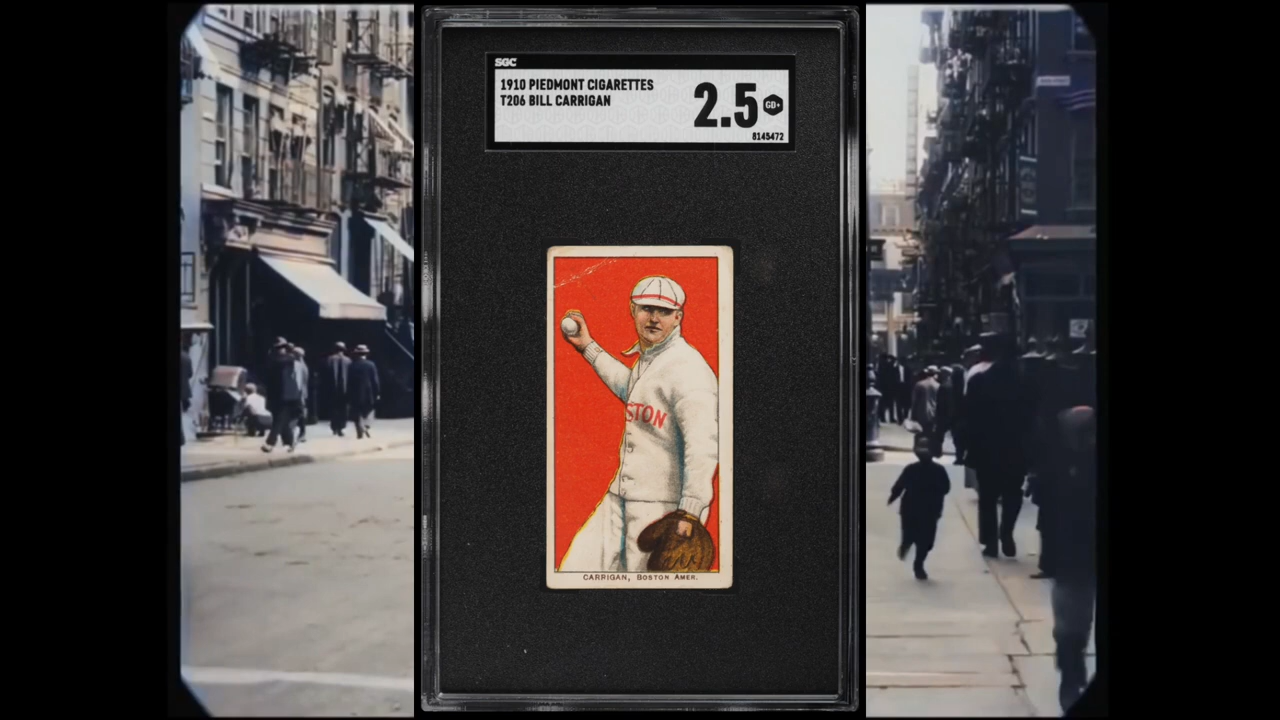 SGC
1910 PIEDMONT CIGARETTES
T206 BILL CARRIGAN
2.5
GD+
8145472
STON
CARRIGAN, BOSTON AMER.